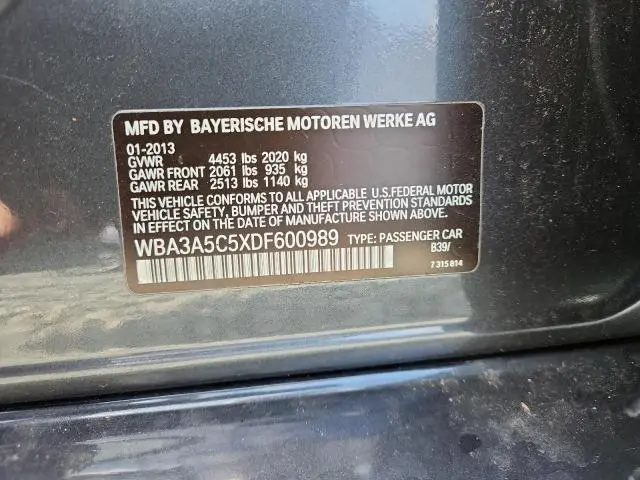 MFD BY BAYERISCHE MOTOREN WERKE AG
01-2013
GVWR 4453 lbs 2020 kg
GAWR FRONT 2061 lbs 935 kg
GAWR REAR 2513 lbs 1140 kg
THIS VEHICLE CONFORMS TO ALL APPLICABLE U.S.FEDERAL MOTOR
VEHICLE SAFETY, BUMPER AND THEFT PREVENTION STANDARDS
IN EFFECT ON THE DATE OF MANUFACTURE SHOWN ABOVE.
WBA3A5C5XDF600989 TYPE: PASSENGER CAR
B39/
7 315 814